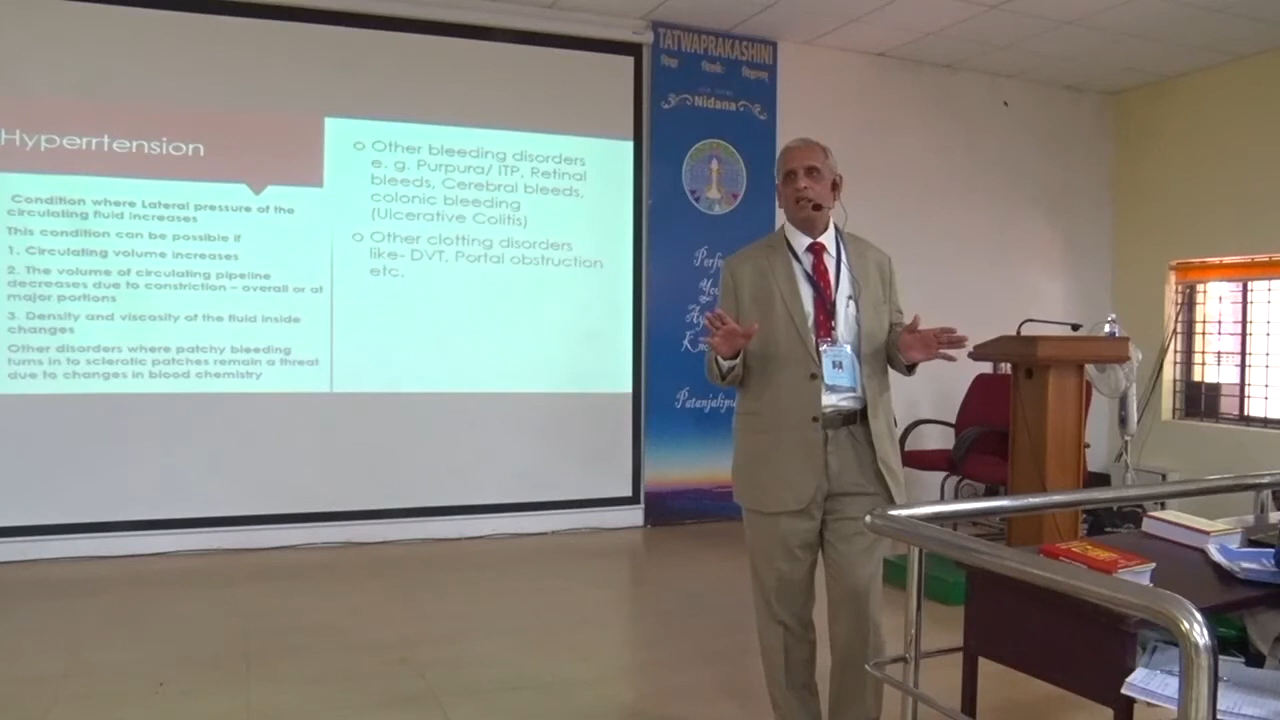 Hyperrtension
Condition where Lateral pressure of the
circulating fluid increases
This condition can be possible if
1. Circulating volume increases
2. The volume of circulating pipeline
decreases due to constriction – overall or at
major portions
3. Density and viscosity of the fluid inside
changes
Other disorders where patchy bleeding
turns in to sclerotic patches remain a threat
due to changes in blood chemistry
Other bleeding disorders
e. g. Purpura/ ITP, Retinal
bleeds, Cerebral bleeds,
colonic bleeding
(Ulcerative Colitis)
Other clotting disorders
like- DVT, Portal obstruction
etc.
TATWAPRAKASHINI
Nidana